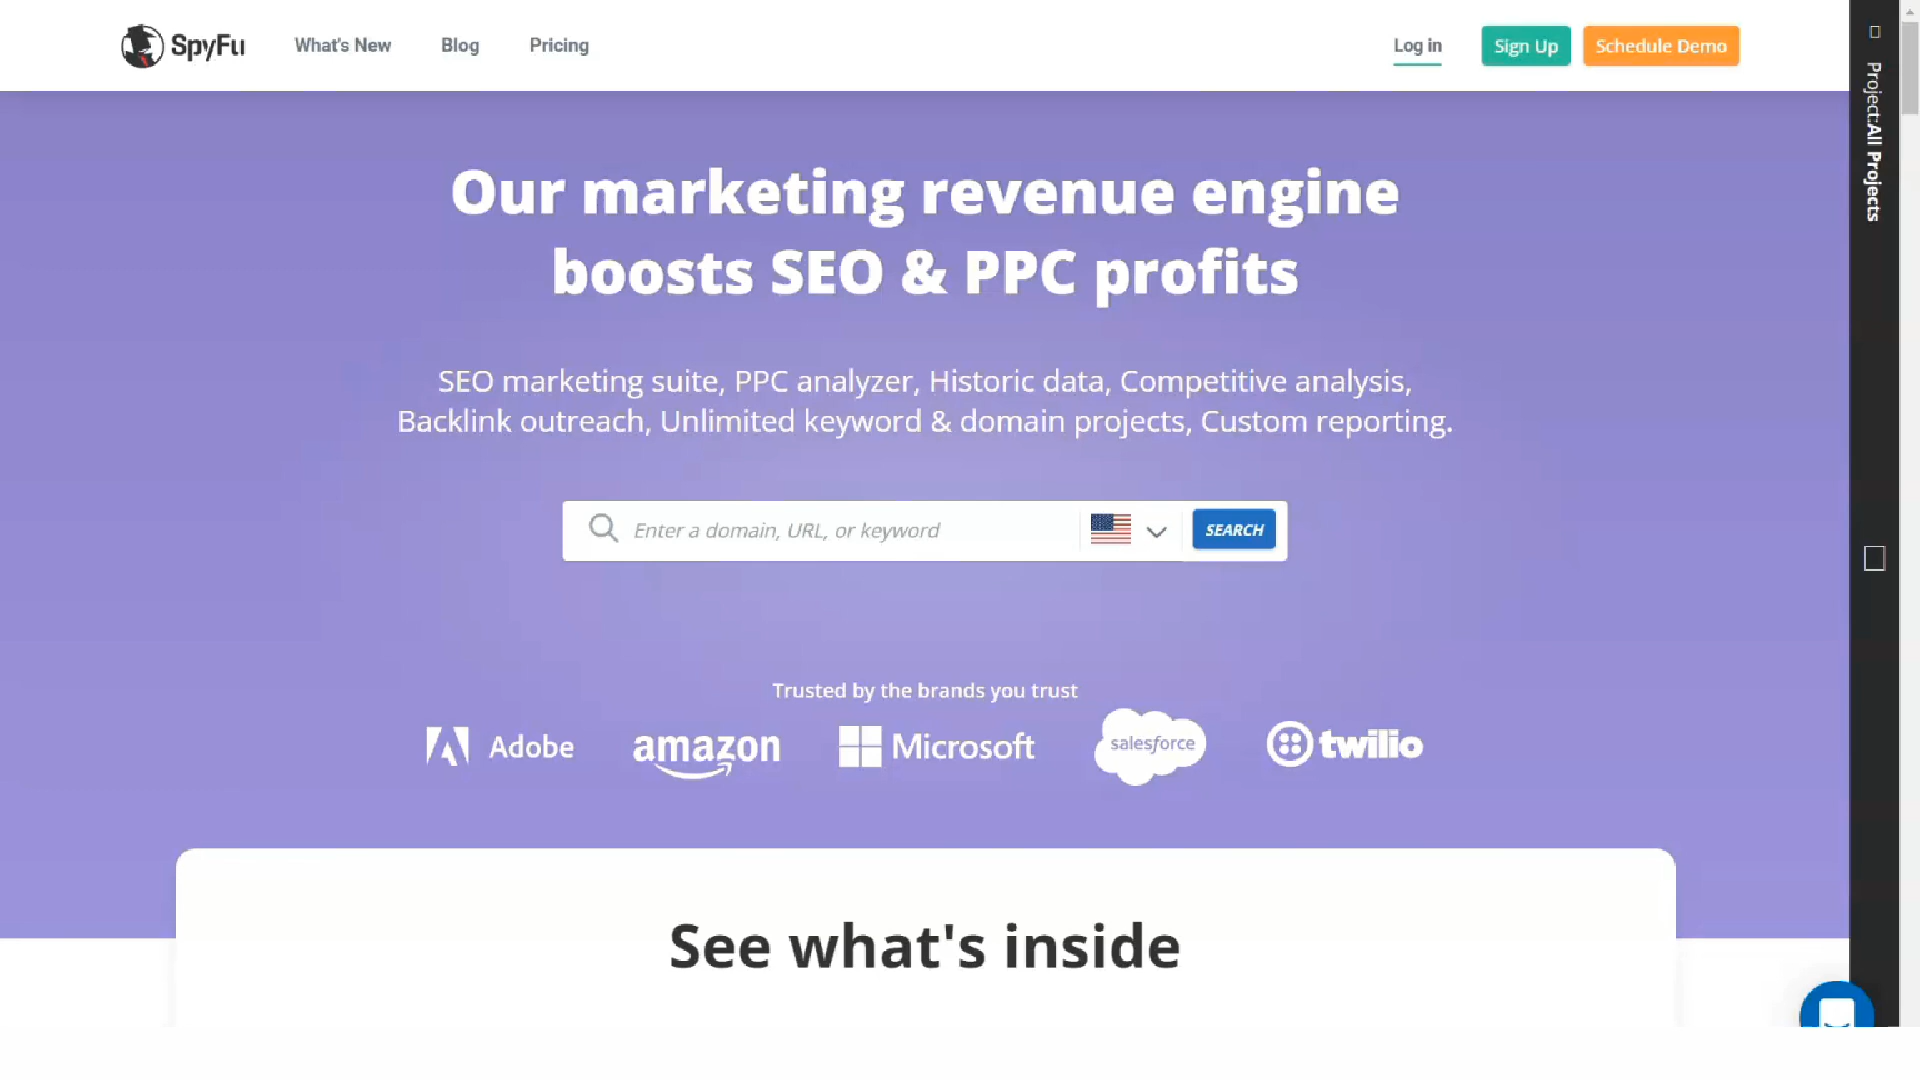 SpyFu What's New Blog Pricing Log in Sign Up Schedule Demo
Project:All Projects
Our marketing revenue engine
boosts SEO & PPC profits
SEO marketing suite, PPC analyzer, Historic data, Competitive analysis,
Backlink outreach, Unlimited keyword & domain projects, Custom reporting.
Enter a domain, URL, or keyword SEARCH
Trusted by the brands you trust
Adobe amazon Microsoft salesforce twilio
See what's inside